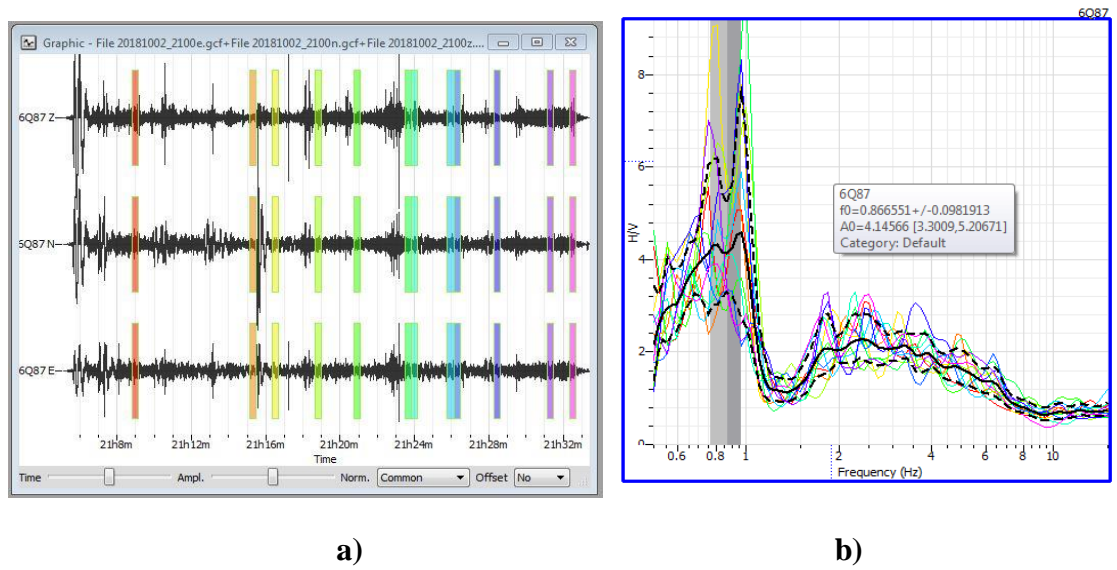 Graphic - File 20181002_2100e.gcf+File 20181002_2100n.gcf+File 20181002_2100z....
6Q87 Z
5Q87 N
6Q87 E
21h8m 21h12m 21h16m 21h20m 21h24m 21h28m 21h32m
Time
Time Ampl. Norm. Common Offset No
a)
6Q87
8
6
4
2
0
H/V
6Q87
f0=0.866551+/-0.0981913
A0=4.14566 [3.3009,5.20671]
Category: Default
0.6 0.8 1 2 4 6 8 10
Frequency (Hz)
b)